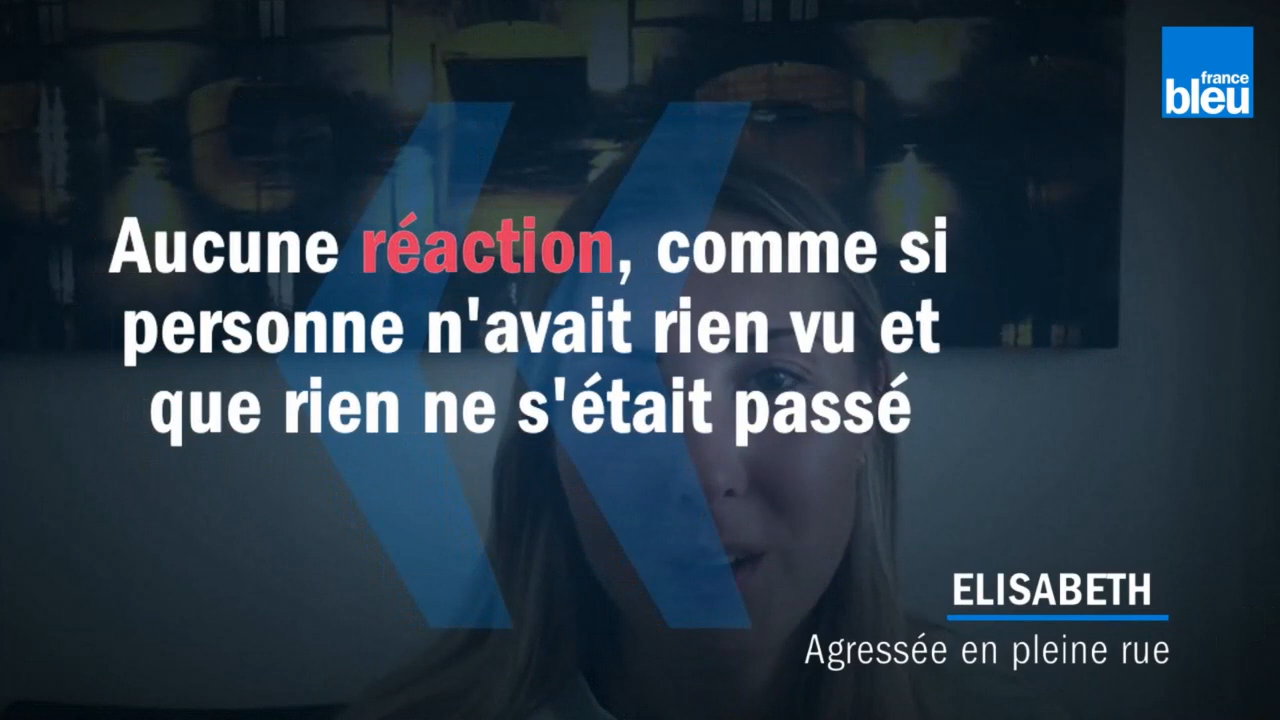 france
bleu
Aucune réaction, comme si
personne n'avait rien vu et
que rien ne s'était passé
ELISABETH
Agressée en pleine rue